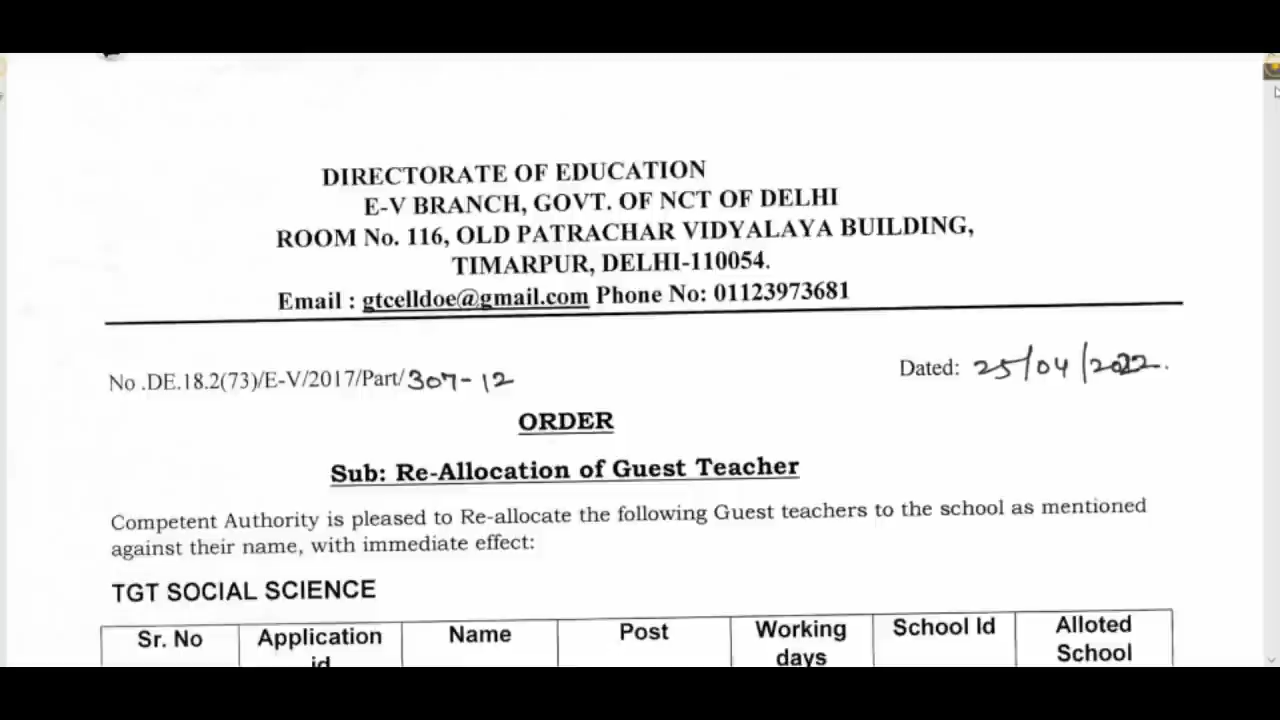 DIRECTORATE OF EDUCATION
E-V BRANCH, GOVT. OF NCT OF DELHI
ROOM No. 116, OLD PATRACHAR VIDYALAYA BUILDING,
TIMARPUR, DELHI-110054.
Email : gtcelldoe@gmail.com Phone No: 01123973681
No .DE.18.2(73)/E-V/2017/Part/307-12 Dated: 25/04/2022.
ORDER
Sub: Re-Allocation of Guest Teacher
Competent Authority is pleased to Re-allocate the following Guest teachers to the school as mentioned
against their name, with immediate effect:
TGT SOCIAL SCIENCE
Sr. No Application Name Post Working School Id Alloted
id days School